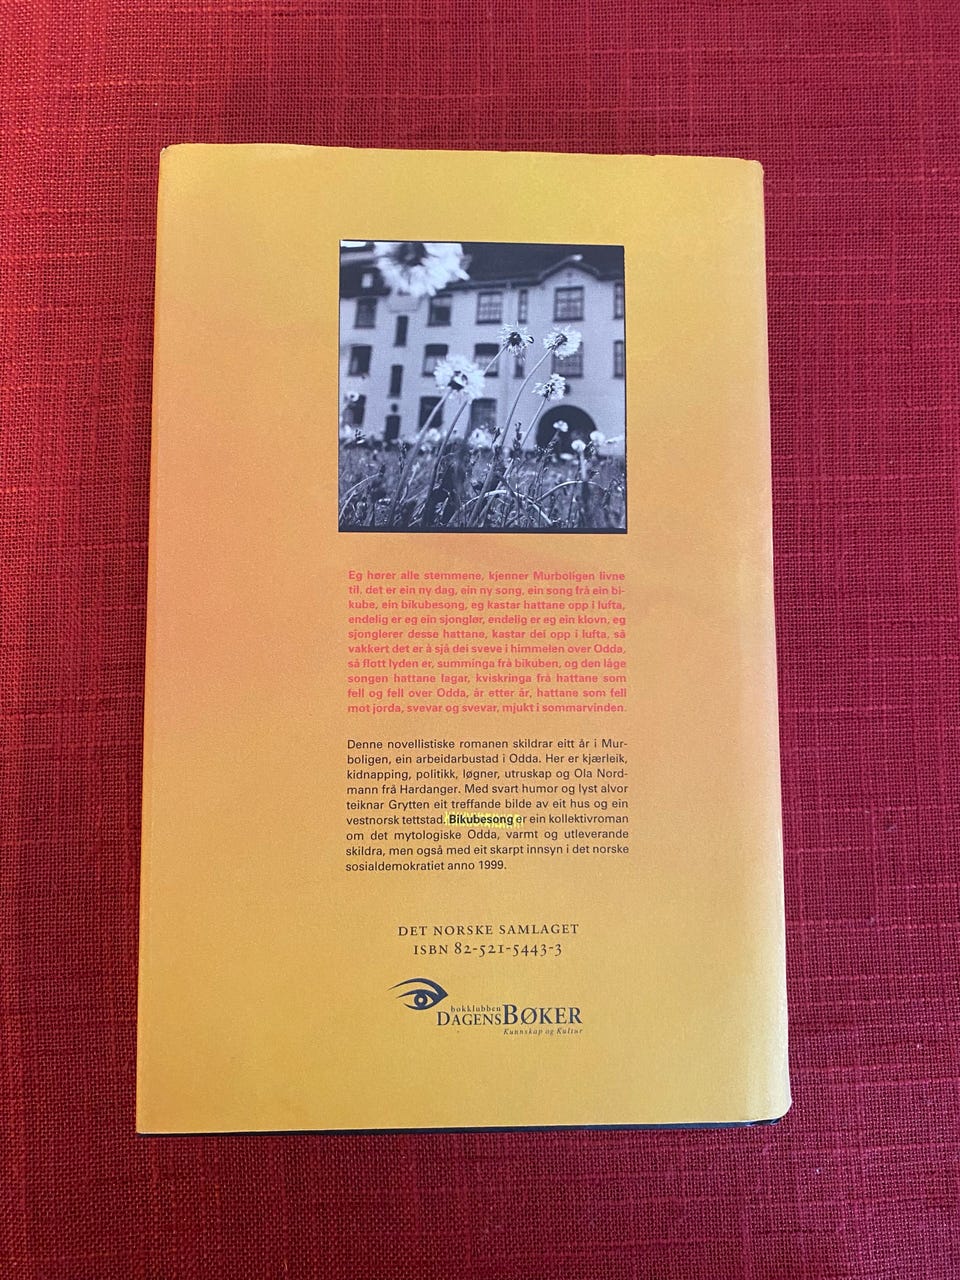 Eg hører alle stemmene, kjenner Murboligen livne
til, det er ein ny dag, ein ny song, ein song frå ein bi-
kube, ein bikubesong, eg kastar hattane opp i lufta,
endelig er eg ein sjonglør, endelig er eg ein klovn, eg
sjonglerer desse hattane, kastar dei opp i lufta, så
vakkert det er å sjå dei sveve i himmelen over Odda,
så flott lyden er, summinga frå bikuben, og den låge
songen hattane lagar, kviskringa frå hattane som
fell og fell over Odda, år etter år, hattane som fell
mot jorda, svevar og svevar, mjukt i sommarvinden.
Denne novellistiske romanen skildrar eitt år i Mur-
boligen, ein arbeidarbustad i Odda. Her er kjærleik,
kidnapping, politikk, løgner, utruskap og Ola Nord-
mann frå Hardanger. Med svart humor og lyst alvor
teiknar Grytten eit treffande bilde av eit hus og ein
vestnorsk tettstad. Bikubesong er ein kollektivroman
om det mytologiske Odda, varmt og utleverande
skildra, men også med eit skarpt innsyn i det norske
sosialdemokratiet anno 1999.
DET NORSKE SAMLAGET
ISBN 82-521-5443-3
bokklubben
DAGENSBØKER
Kunnskap og Kultur